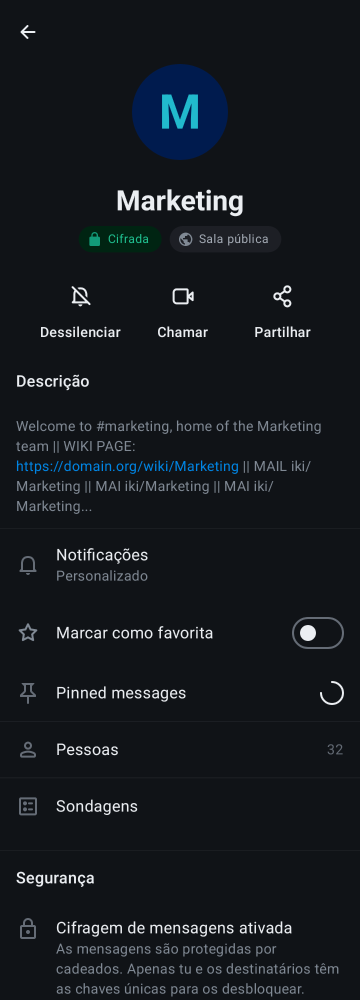 M
Marketing
Cifrada
Sala pública
Dessilenciar
Chamar
Partilhar
Descrição
Welcome to #marketing, home of the Marketing
team || WIKI PAGE:
https://domain.org/wiki/Marketing || MAIL iki/
Marketing || MAI iki/Marketing || MAI iki/
Marketing...
Notificações
Personalizado
Marcar como favorita
Pinned messages
Pessoas
32
Sondagens
Segurança
Cifragem de mensagens ativada
As mensagens são protegidas por
cadeados. Apenas tu e os destinatários têm
as chaves únicas para os desbloquear.